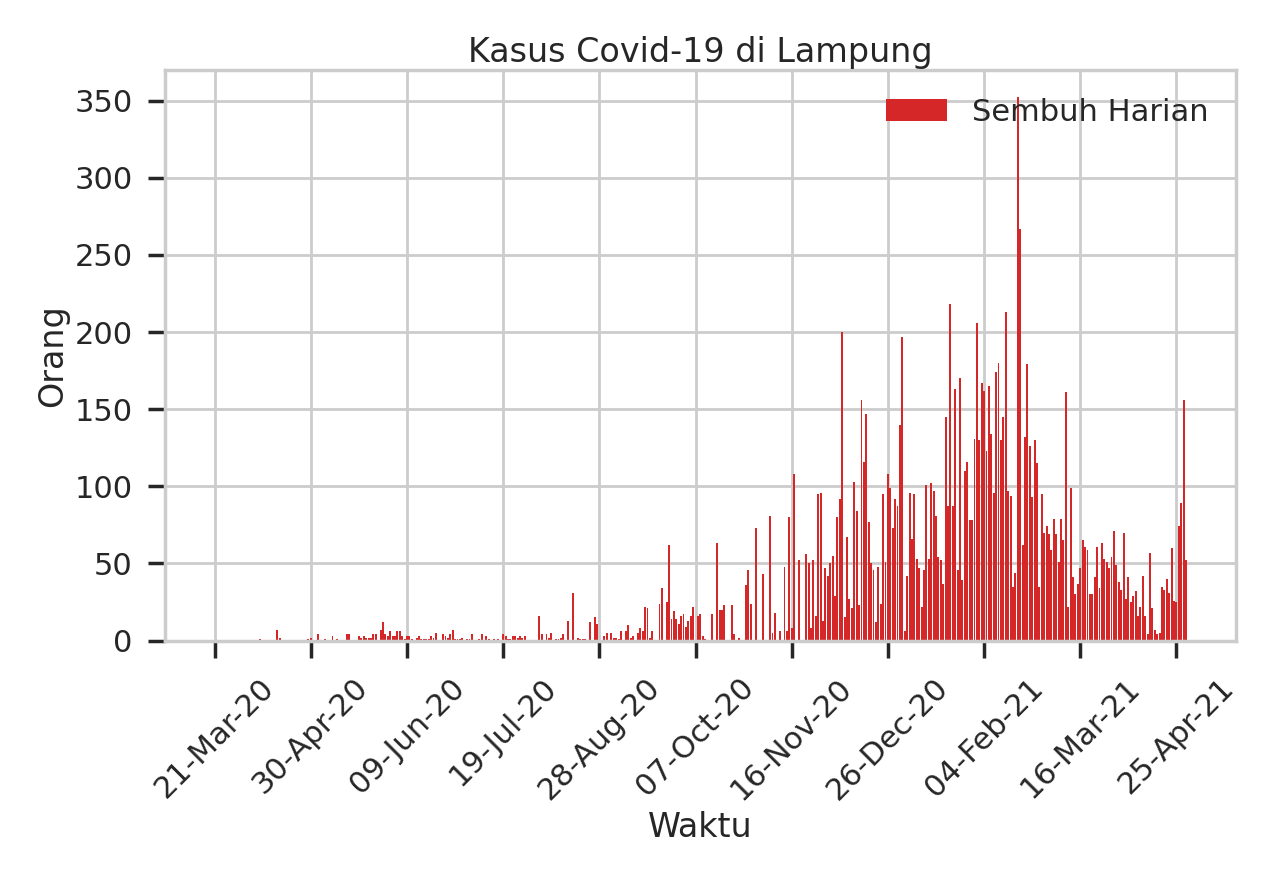 Kasus Covid-19 di Lampung
Sembuh Harian
Orang
350
300
250
200
150
100
50
0
21-Mar-20
30-Apr-20
09-Jun-20
19-Jul-20
28-Aug-20
07-Oct-20
16-Nov-20
26-Dec-20
04-Feb-21
16-Mar-21
25-Apr-21
Waktu